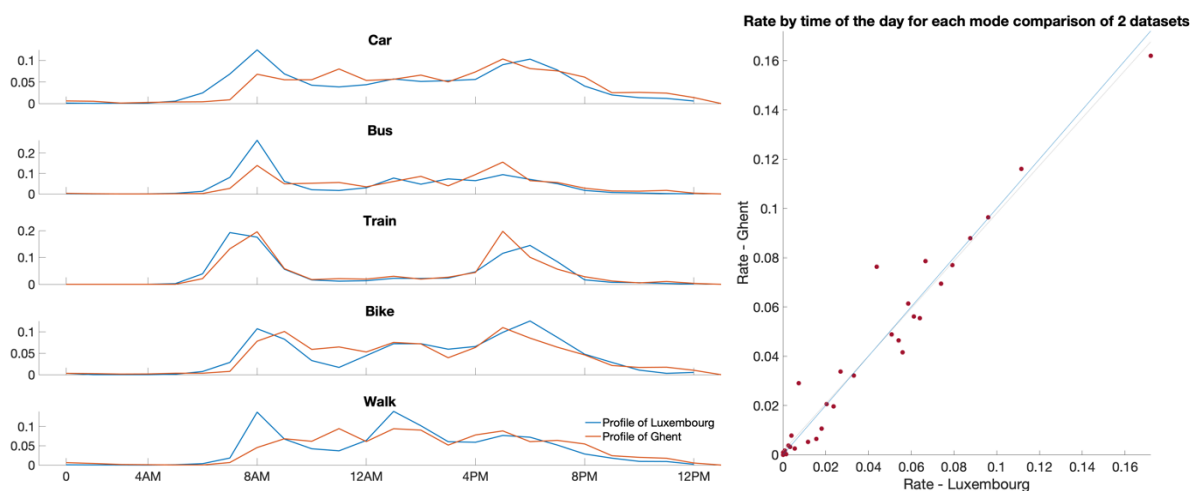 Car
0.1
0.05
0
Bus
0.2
0.1
0
Train
0.2
0.1
0
Bike
0.1
0.05
0
Walk
0.1
0.05
0
Profile of Luxembourg
Profile of Ghent
0 4AM 8AM 12AM 4PM 12PM
Rate by time of the day for each mode comparison of 2 datasets
0.16
0.14
0.12
0.1
0.08
0.06
0.04
0.02
0
Rate - Ghent
0 0.02 0.04 0.06 0.08 0.1 0.12 0.14 0.16
Rate - Luxembourg